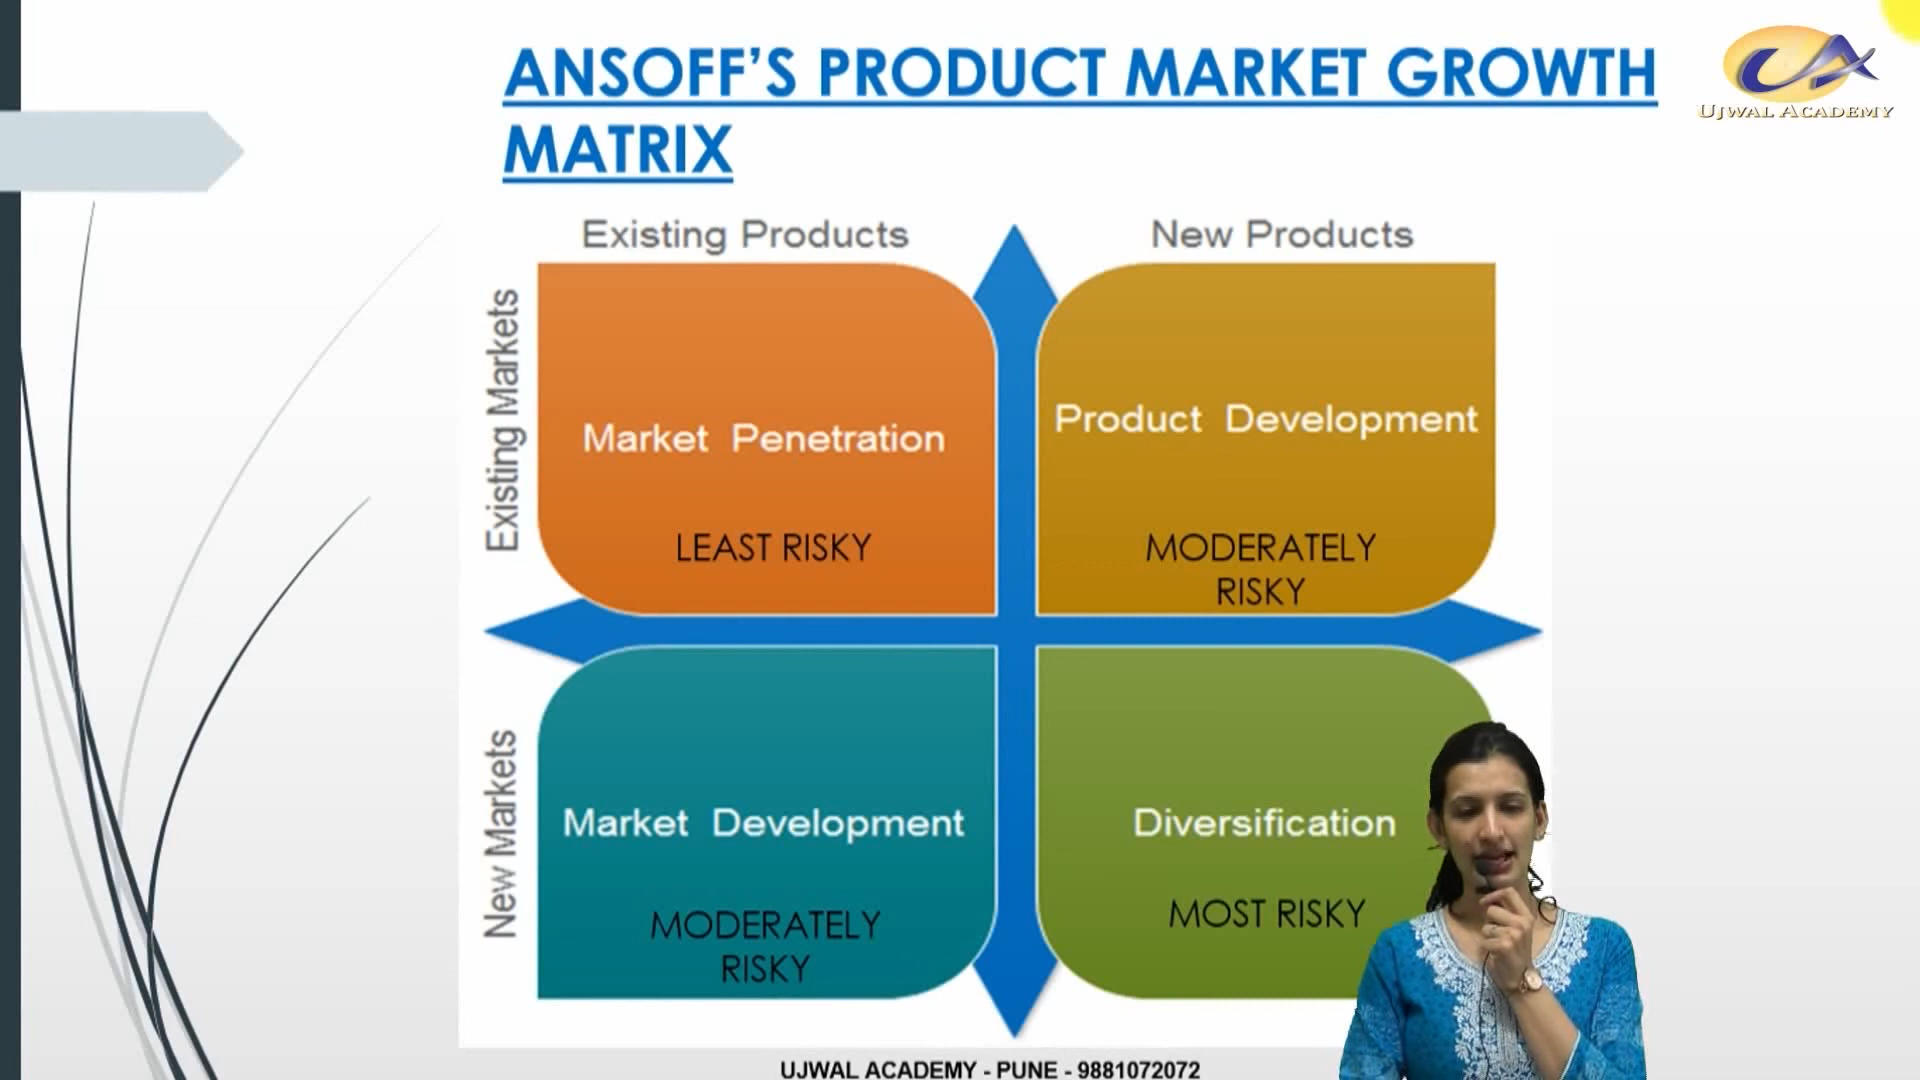 ANSOFF’S PRODUCT MARKET GROWTH
MATRIX
UJWAL ACADEMY
Existing Products
New Products
Existing Markets
Market Penetration
LEAST RISKY
Product Development
MODERATELY
RISKY
New Markets
Market Development
MODERATELY
RISKY
Diversification
MOST RISKY
UJWAL ACADEMY - PUNE - 9881072072